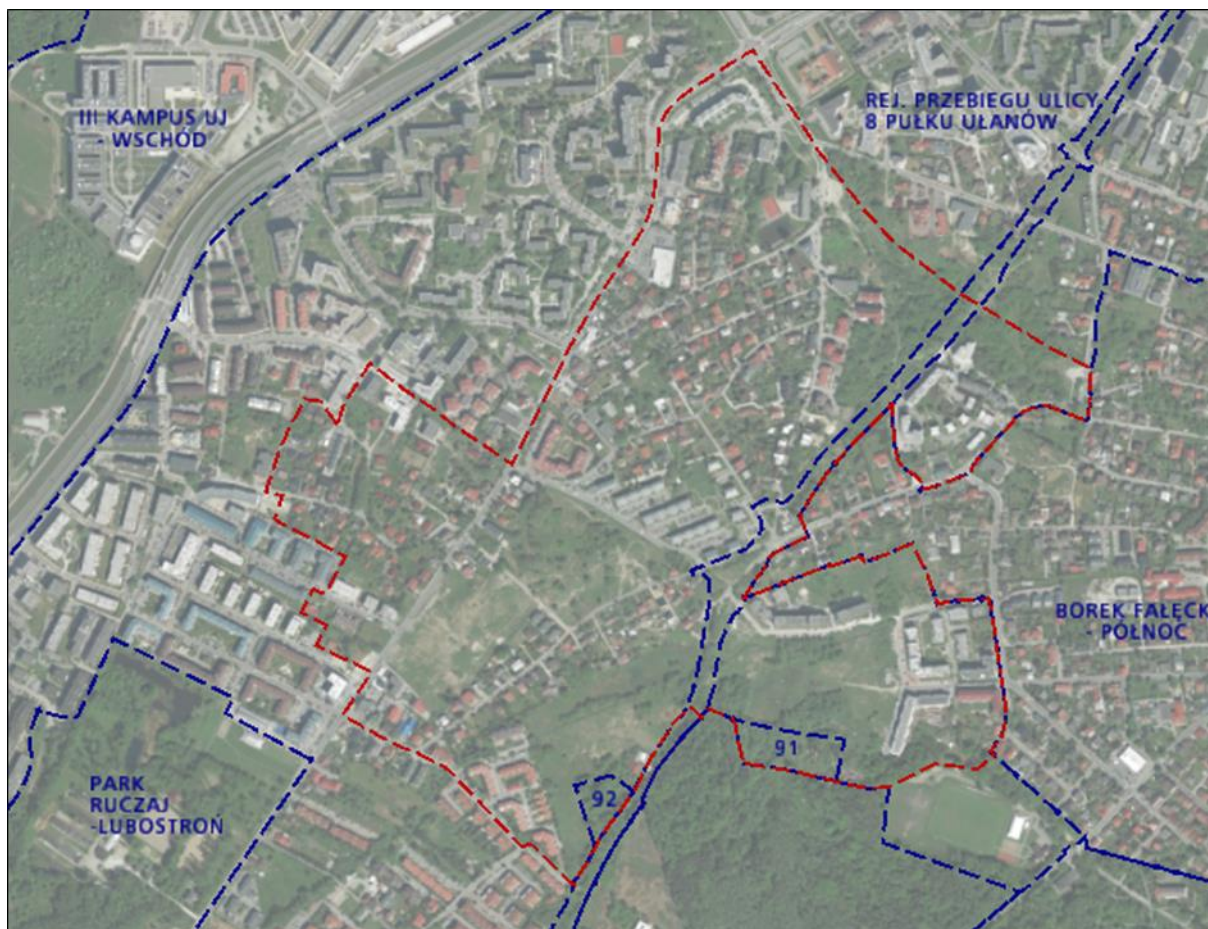 III KAMPUS UJ
- WSCHÓD
REJ. PRZEBIEGU ULICY
8 PUŁKU UŁANÓW
BOREK FAŁĘCK
- PÓŁNOC
91
92
PARK
RUCZAJ
-LUBOSTROŃ